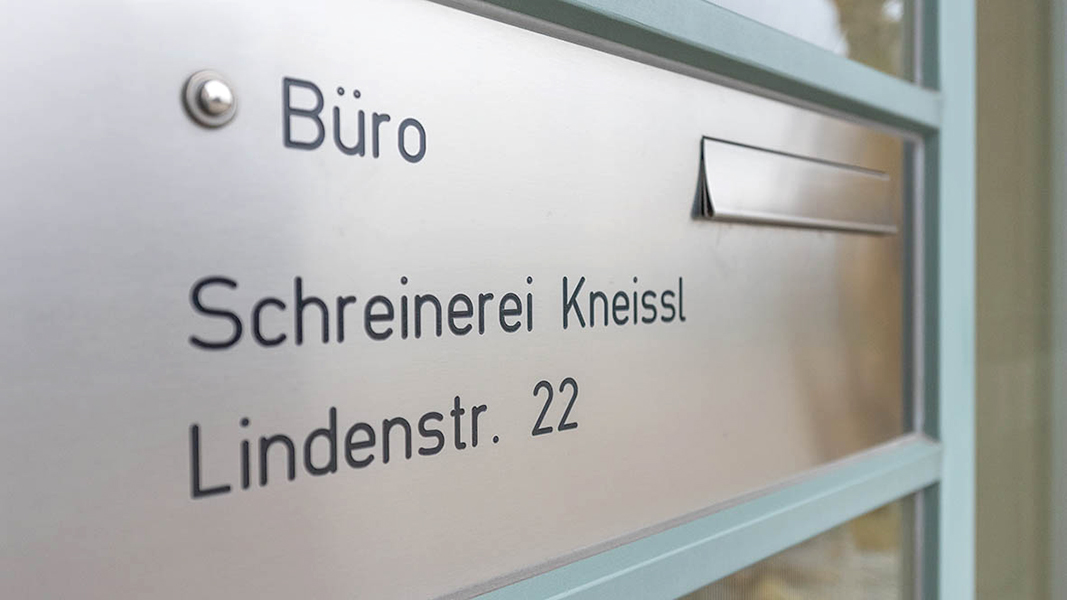 Büro
Schreinerei Kneissl
Lindenstr. 22